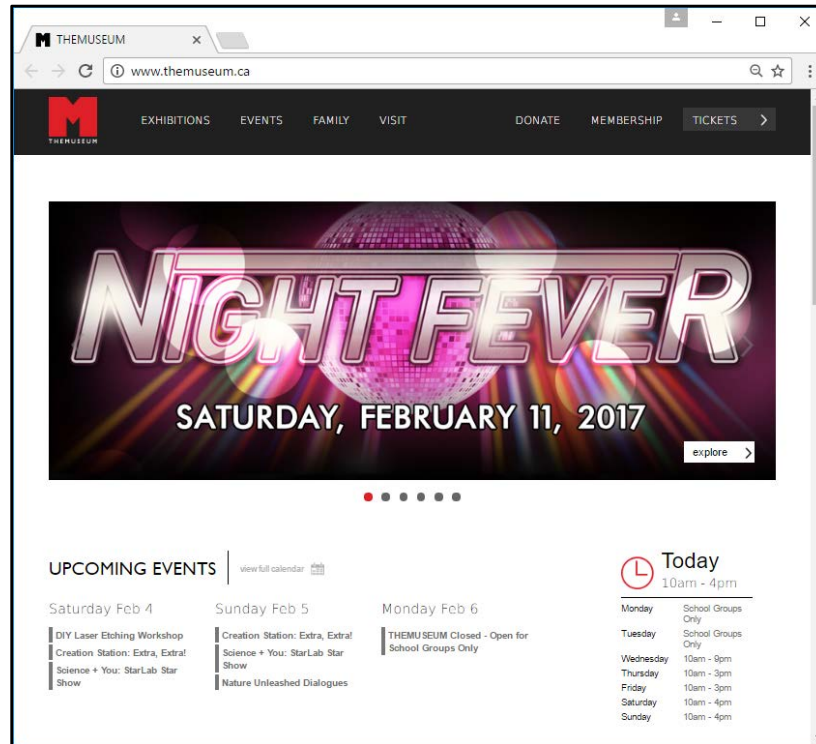 THEMUSEUM
www.themuseum.ca
M
THEMUSEUM
EXHIBITIONS EVENTS FAMILY VISIT DONATE MEMBERSHIP TICKETS
NIGHT FEVER
SATURDAY, FEBRUARY 11, 2017
explore
UPCOMING EVENTS view full calendar
Saturday Feb 4
DIY Laser Etching Workshop
Creation Station: Extra, Extra!
Science + You: StarLab Star
Show
Sunday Feb 5
Creation Station: Extra, Extra!
Science + You: StarLab Star
Show
Nature Unleashed Dialogues
Monday Feb 6
THEMUSEUM Closed - Open for
School Groups Only
Today
10am - 4pm
Monday School Groups
Only
Tuesday School Groups
Only
Wednesday 10am - 9pm
Thursday 10am - 3pm
Friday 10am - 3pm
Saturday 10am - 4pm
Sunday 10am - 4pm